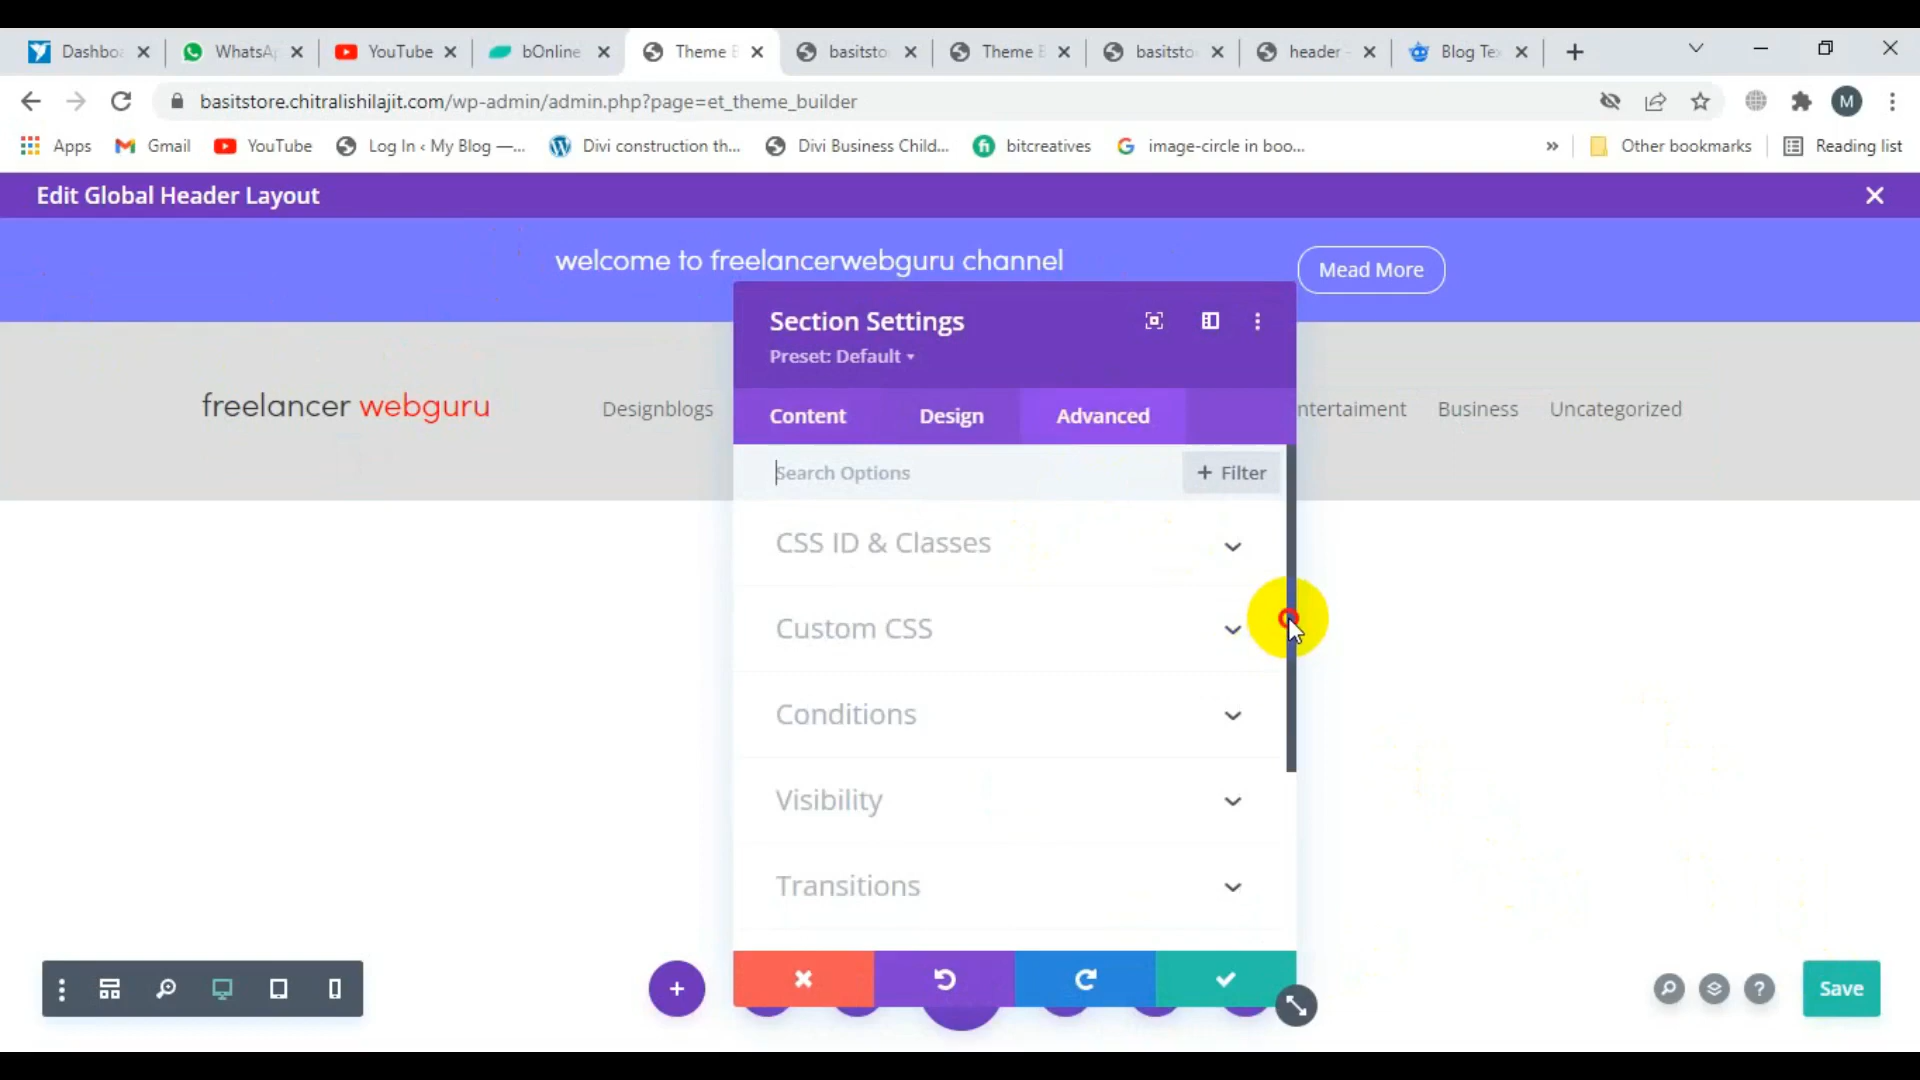 Dashbo WhatsA YouTube bOnline Theme basitsto Theme basitsto header - Blog Te
basitstore.chitralishilajit.com/wp-admin/admin.php?page=et_theme_builder M
Apps Gmail YouTube Log In ‹ My Blog —... Divi construction th... Divi Business Child... bitcreatives image-circle in boo... » Other bookmarks Reading list
Edit Global Header Layout
welcome to freelancerwebguru channel
Mead More
Section Settings
Preset: Default
freelancer webguru
Designblogs
ntertaiment Business Uncategorized
Content Design Advanced
Search Options + Filter
CSS ID & Classes
Custom CSS
Conditions
Visibility
Transitions
Save